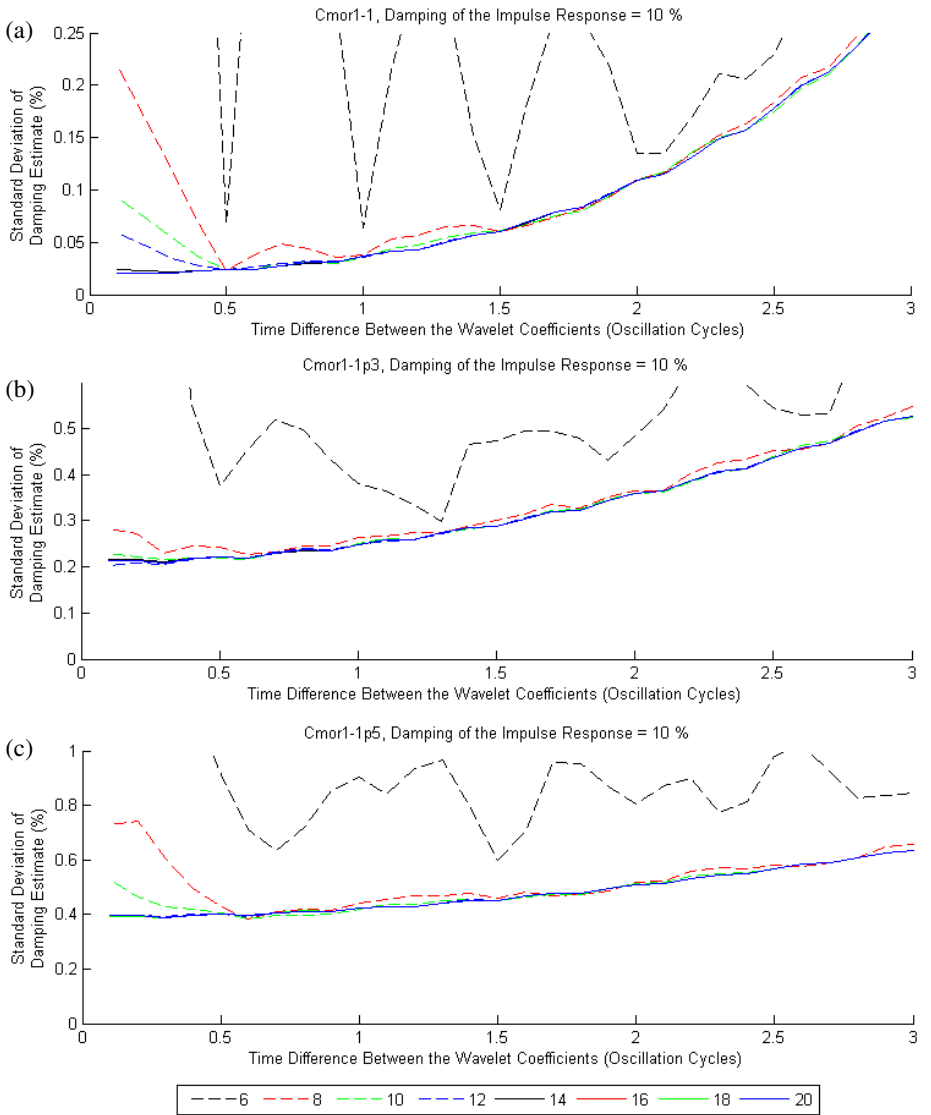 (a)
Cmor1-1, Damping of the Impulse Response = 10 %
Standard Deviation of
Damping Estimate (%)
0.25
0.2
0.15
0.1
0.05
0
0 0.5 1 1.5 2 2.5 3
Time Difference Between the Wavelet Coefficients (Oscillation Cycles)
(b)
Cmor1-1p3, Damping of the Impulse Response = 10 %
Standard Deviation of
Damping Estimate (%)
0.5
0.4
0.3
0.2
0.1
0
0 0.5 1 1.5 2 2.5 3
Time Difference Between the Wavelet Coefficients (Oscillation Cycles)
(c)
Cmor1-1p5, Damping of the Impulse Response = 10 %
Standard Deviation of
Damping Estimate (%)
1
0.8
0.6
0.4
0.2
0
0 0.5 1 1.5 2 2.5 3
Time Difference Between the Wavelet Coefficients (Oscillation Cycles)
6 8 10 12 14 16 18 20